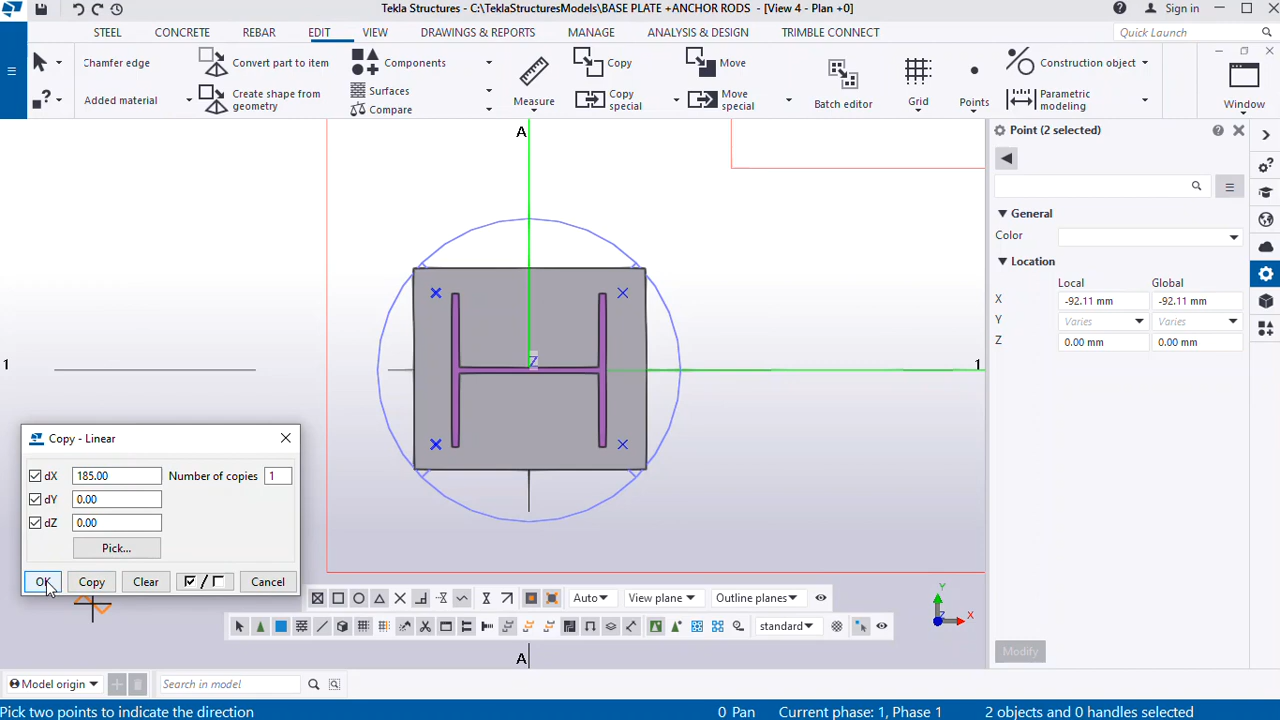 Tekla Structures - C:\TeklaStructuresModels\BASE PLATE +ANCHOR RODS - [View 4 - Plan +0]
Sign in
STEEL CONCRETE REBAR EDIT VIEW DRAWINGS & REPORTS MANAGE ANALYSIS & DESIGN TRIMBLE CONNECT Quick Launch
Chamfer edge
Added material
Convert part to item
Create shape from
geometry
Components
Surfaces
Compare
Measure
Copy
Copy
special
Move
Move
special
Batch editor
Grid
Points
Construction object
Parametric
modeling
Window
A
Point (2 selected)
General
Color
Location
Local Global
X -92.11 mm -92.11 mm
Y Varies Varies
Z 0.00 mm 0.00 mm
Modify
Z
1
1
Copy - Linear
dX 185.00 Number of copies 1
dY 0.00
dZ 0.00
Pick...
OK Copy Clear / Cancel
Auto View plane Outline planes
standard
Y
X
Z
A
Model origin Search in model
Pick two points to indicate the direction 0 Pan Current phase: 1, Phase 1 2 objects and 0 handles selected